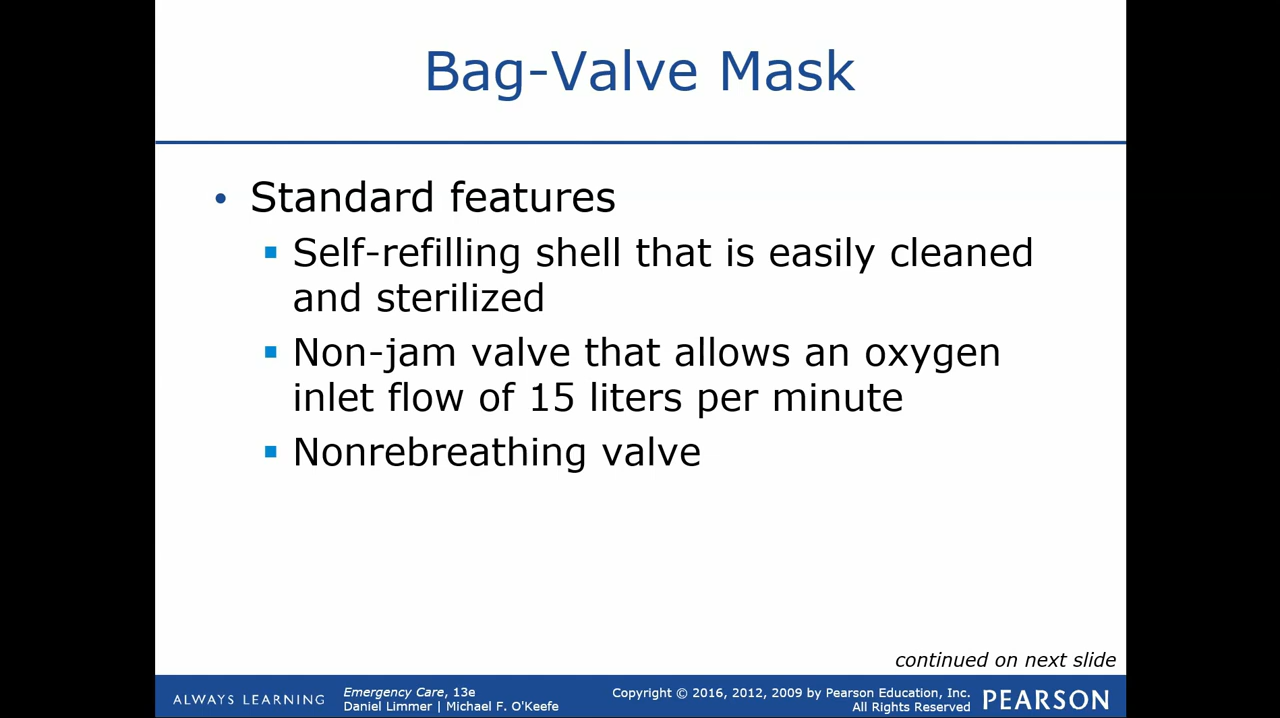 Bag-Valve Mask
• Standard features
▪ Self-refilling shell that is easily cleaned
and sterilized
▪ Non-jam valve that allows an oxygen
inlet flow of 15 liters per minute
▪ Nonrebreathing valve
continued on next slide
ALWAYS LEARNING
Emergency Care, 13e
Daniel Limmer | Michael F. O'Keefe
Copyright © 2016, 2012, 2009 by Pearson Education, Inc.
All Rights Reserved
PEARSON